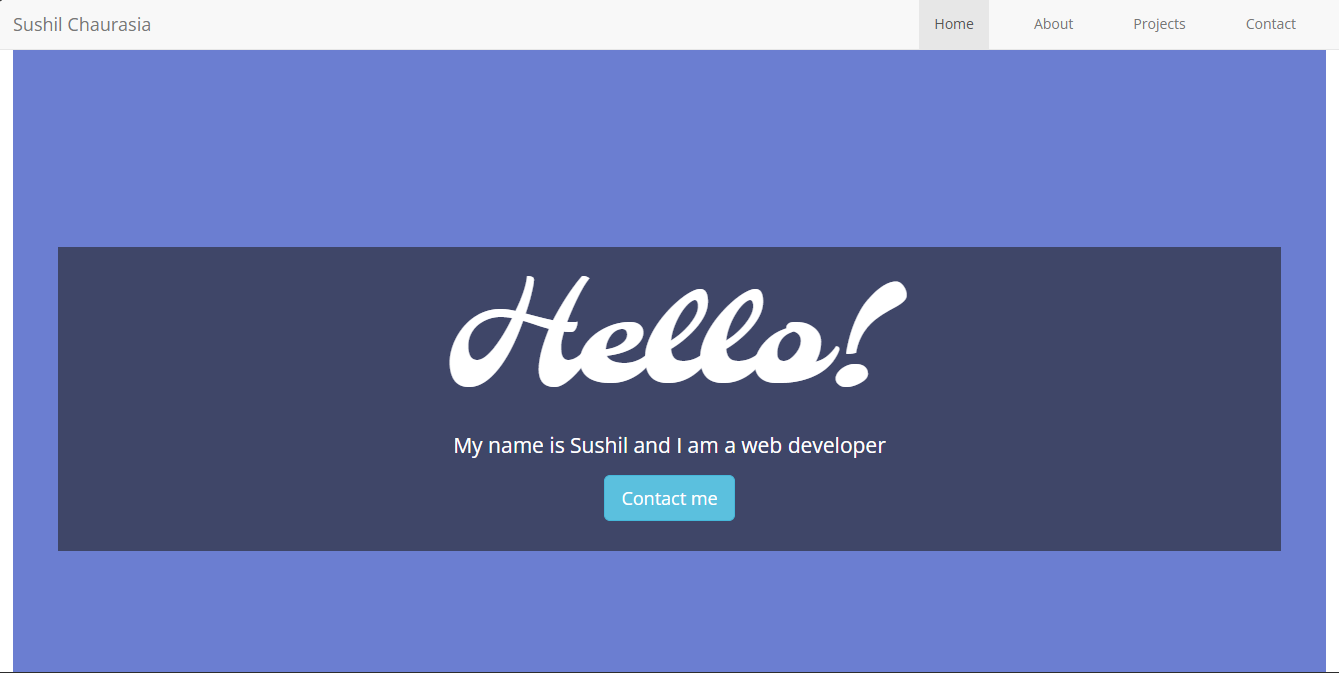 Sushil Chaurasia Home About Projects Contact
Hello!
My name is Sushil and I am a web developer
Contact me